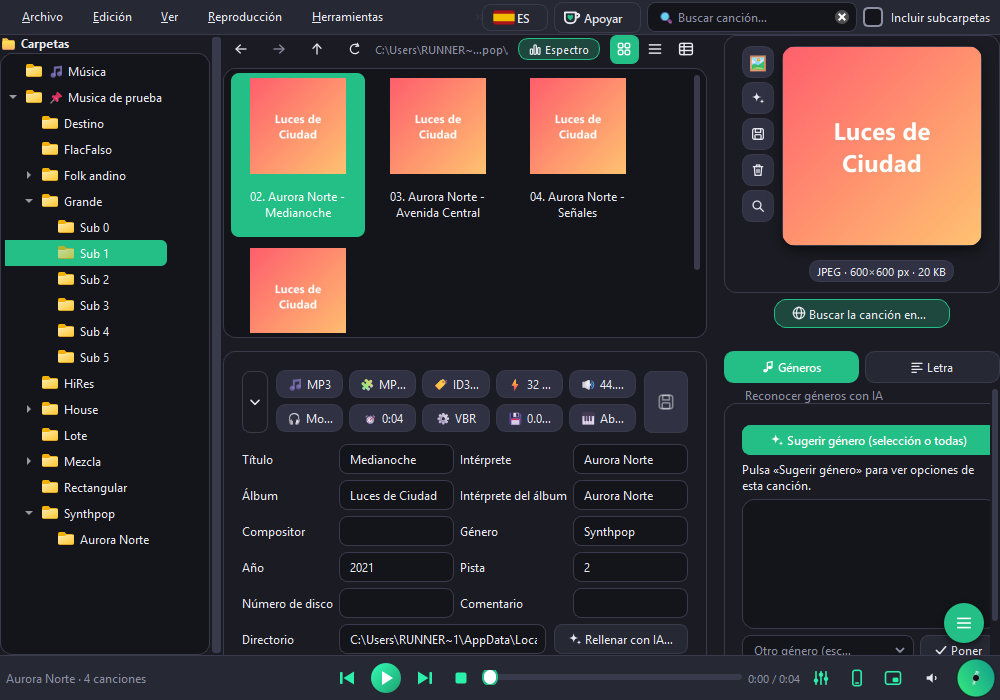 Archivo Edición Ver Reproducción Herramientas ES Apoyar Buscar canción... Incluir subcarpetas
Carpetas
Música
Musica de prueba
Destino
FlacFalso
Folk andino
Grande
Sub 0
Sub 1
Sub 2
Sub 3
Sub 4
Sub 5
HiRes
House
Lote
Mezcla
Rectangular
Synthpop
Aurora Norte
C:\Users\RUNNER~...pop\ Espectro
Luces de
Ciudad
02. Aurora Norte -
Medianoche
Luces de
Ciudad
03. Aurora Norte -
Avenida Central
Luces de
Ciudad
04. Aurora Norte -
Señales
Luces de
Ciudad
MP3 MP... ID3... 32 ... 44....
Mo... 0:04 VBR 0.0... Ab...
Título Medianoche Intérprete Aurora Norte
Álbum Luces de Ciudad Intérprete del álbum Aurora Norte
Compositor Género Synthpop
Año 2021 Pista 2
Número de disco Comentario
Directorio C:\Users\RUNNER~1\AppData\Loca Rellenar con IA...
Luces de
Ciudad
JPEG · 600×600 px · 20 KB
Buscar la canción en...
Géneros Letra
Reconocer géneros con IA
Sugerir género (selección o todas)
Pulsa «Sugerir género» para ver opciones de
esta canción.
Otro género (esc... Poner
Aurora Norte · 4 canciones 0:00 / 0:04